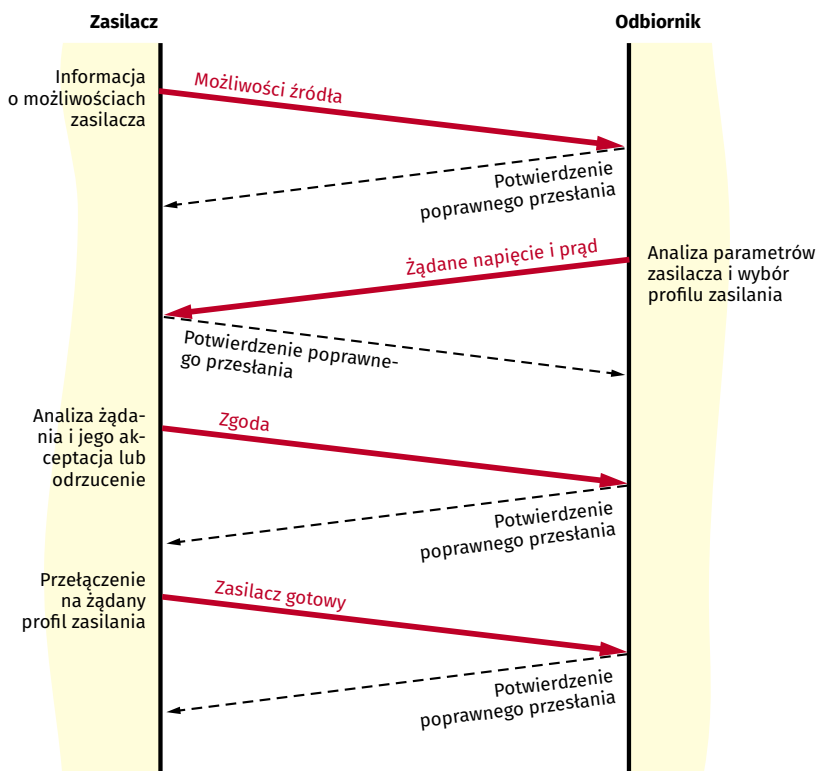 Zasilacz
Odbiornik
Informacja
o możliwościach
zasilacza
Możliwości źródła
Potwierdzenie
poprawnego przesłania
Żądane napięcie i prąd
Analiza parametrów
zasilacza i wybór
profilu zasilania
Potwierdzenie poprawne-
go przesłania
Analiza żąda-
nia i jego ak-
ceptacja lub
odrzucenie
Zgoda
Potwierdzenie
poprawnego przesłania
Przełączenie
na żądany
profil zasilania
Zasilacz gotowy
Potwierdzenie
poprawnego przesłania